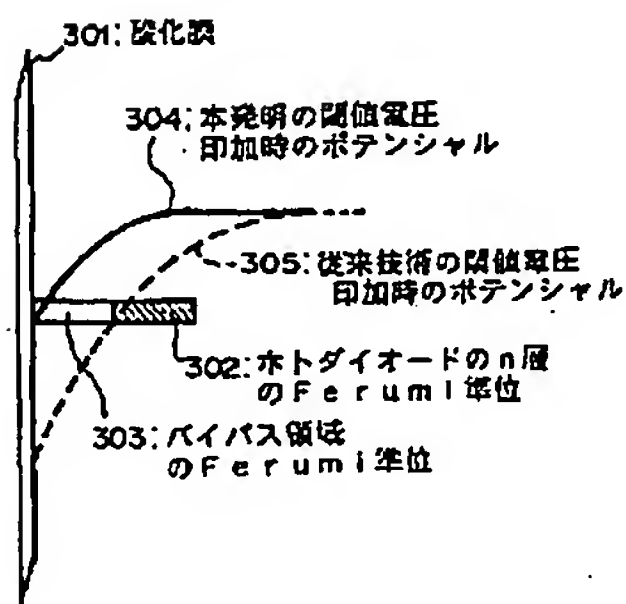 301:酸化膜
304:本発明の閾値電圧
印加時のポテンシャル
305:従来技術の閾値電圧
印加時のポテンシャル
302:ホトダイオードのn層
のFerumi準位
303:バイパス領域
のFerumi準位